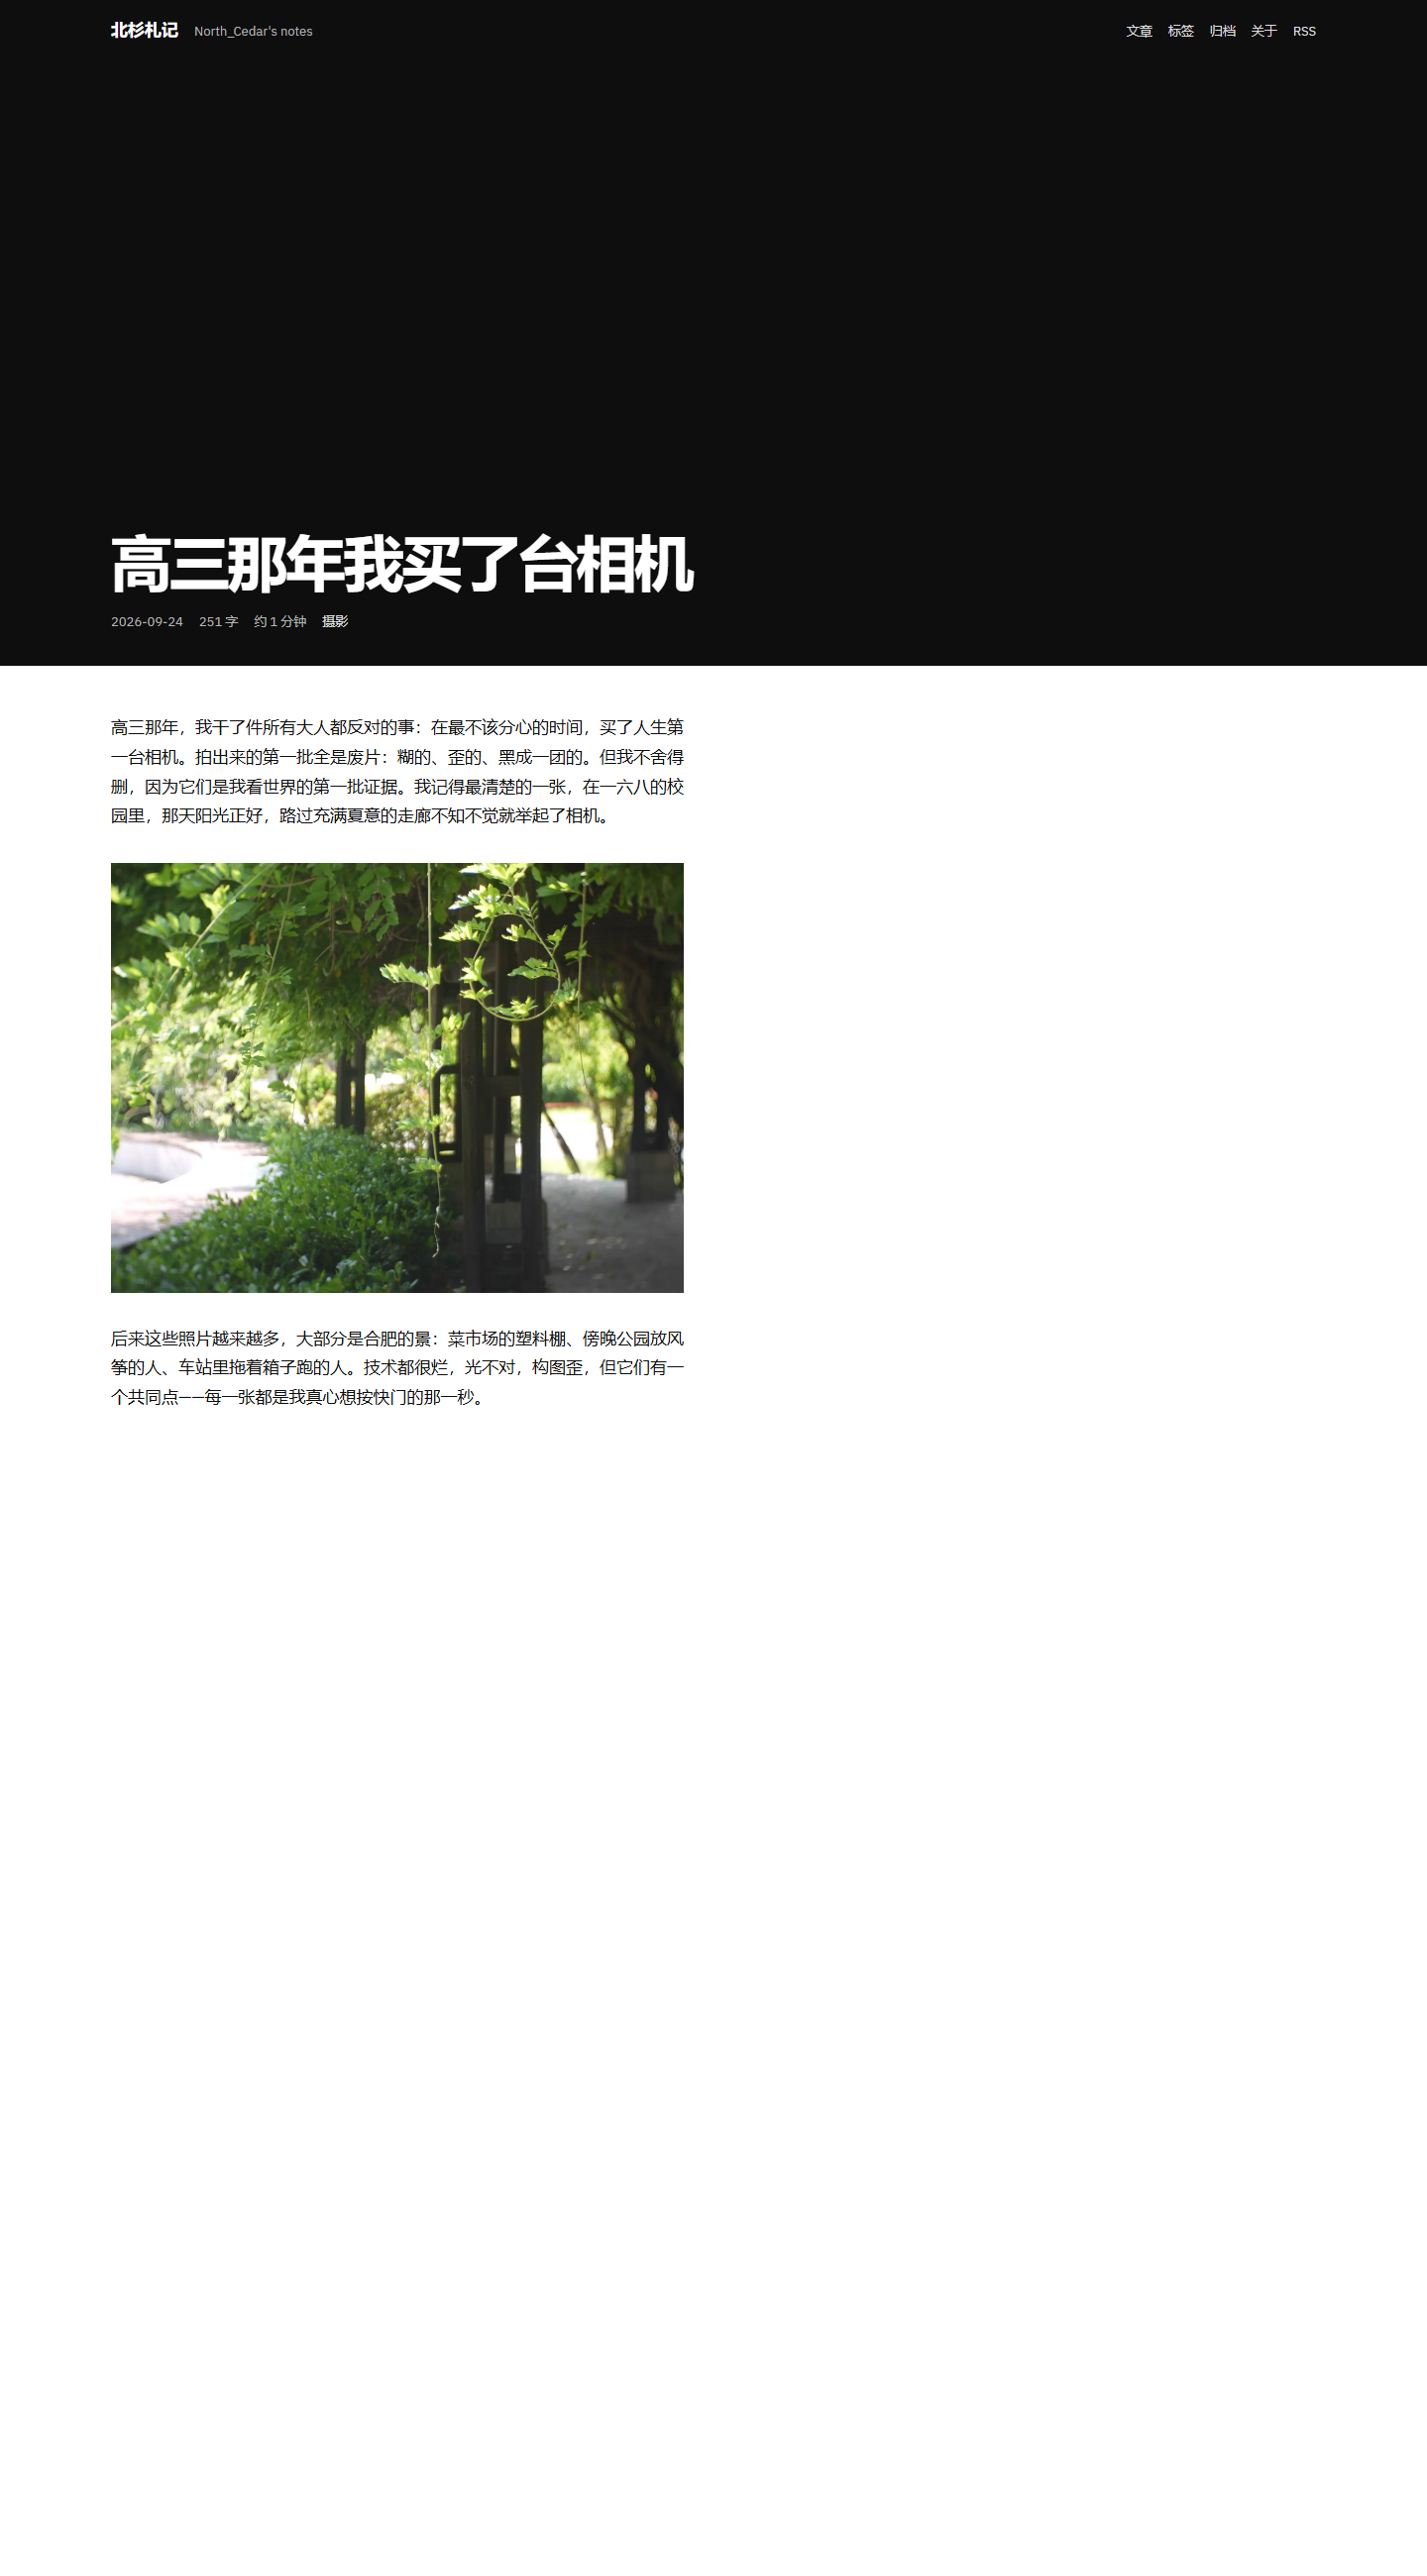 北杉札记 North_Cedar's notes 文章 标签 归档 关于 RSS
高三那年我买了台相机
2026-09-24 251 字 约 1 分钟 摄影
高三那年，我干了件所有大人都反对的事：在最不该分心的时间，买了人生第
一台相机。拍出来的第一批全是废片：糊的、歪的、黑成一团的。但我不舍得
删，因为它们是我看世界的第一批证据。我记得最清楚的一张，在一六八的校
园里，那天阳光正好，路过充满夏意的走廊不知不觉就举起了相机。
后来这些照片越来越多，大部分是合肥的景：菜市场的塑料棚、傍晚公园放风
筝的人、车站里拖着箱子跑的人。技术都很烂，光不对，构图歪，但它们有一
个共同点——每一张都是我真心想按快门的那一秒。